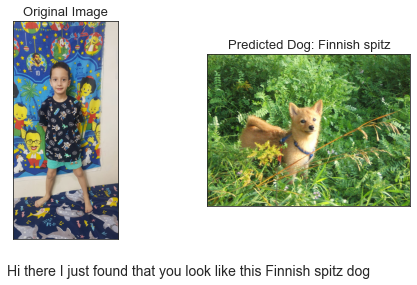 Original Image
Predicted Dog: Finnish spitz
Hi there I just found that you look like this Finnish spitz dog